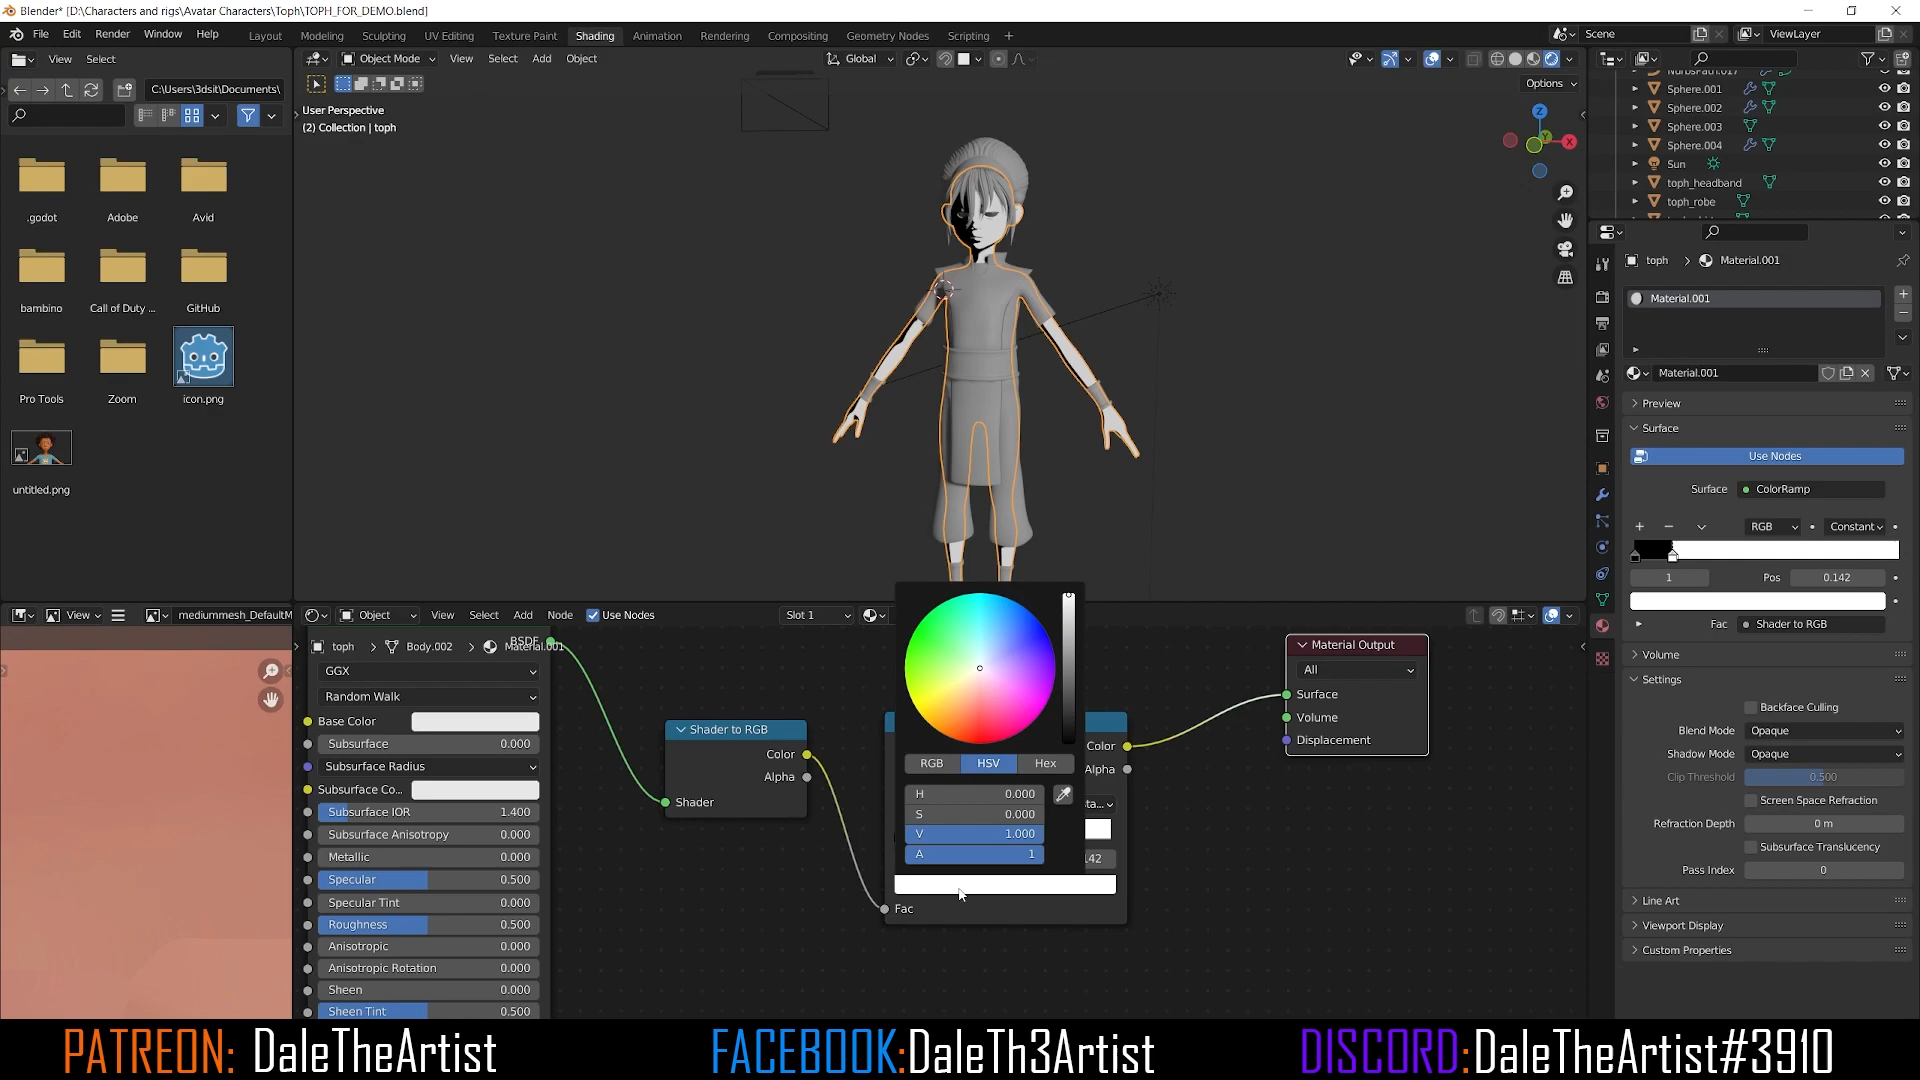 Blender* [D:\Characters and rigs\Avatar Characters\Toph\TOPH_FOR_DEMO.blend]
File Edit Render Window Help Layout Modeling Sculpting UV Editing Texture Paint Shading Animation Rendering Compositing Geometry Nodes Scripting + Scene ViewLayer
View Select Object Mode View Select Add Object Global
C:\Users\3dsit\Documents\ Options
User Perspective
(2) Collection | toph
.godot Adobe Avid
bambino Call of Duty ... GitHub
Pro Tools Zoom icon.png
untitled.png
Z
Y
X
Sphere.001
Sphere.002
Sphere.003
Sphere.004
Sun
toph_headband
toph_robe
toph > Material.001
Material.001
Material.001
Preview
Surface
Use Nodes
Surface ColorRamp
RGB Constant
1 Pos 0.142
Fac Shader to RGB
Volume
Settings
Backface Culling
Blend Mode Opaque
Shadow Mode Opaque
Clip Threshold 0.500
Screen Space Refraction
Refraction Depth 0 m
Subsurface Translucency
Pass Index 0
Line Art
Viewport Display
Custom Properties
View mediummesh_DefaultM Object View Select Add Node Use Nodes Slot 1
BSDF
toph > Body.002 > Material.001
GGX
Random Walk
Base Color
Subsurface 0.000
Subsurface Radius
Subsurface Co...
Subsurface IOR 1.400
Subsurface Anisotropy 0.000
Metallic 0.000
Specular 0.500
Specular Tint 0.000
Roughness 0.500
Anisotropic 0.000
Anisotropic Rotation 0.000
Sheen 0.000
Sheen Tint 0.500
Shader to RGB
Color
Alpha
Shader
RGB HSV Hex
H 0.000
S 0.000
V 1.000
A 1
Color
Alpha
ta...
42
Fac
Material Output
All
Surface
Volume
Displacement
PATREON: DaleTheArtist FACEBOOK:DaleTh3Artist DISCORD:DaleTheArtist#3910